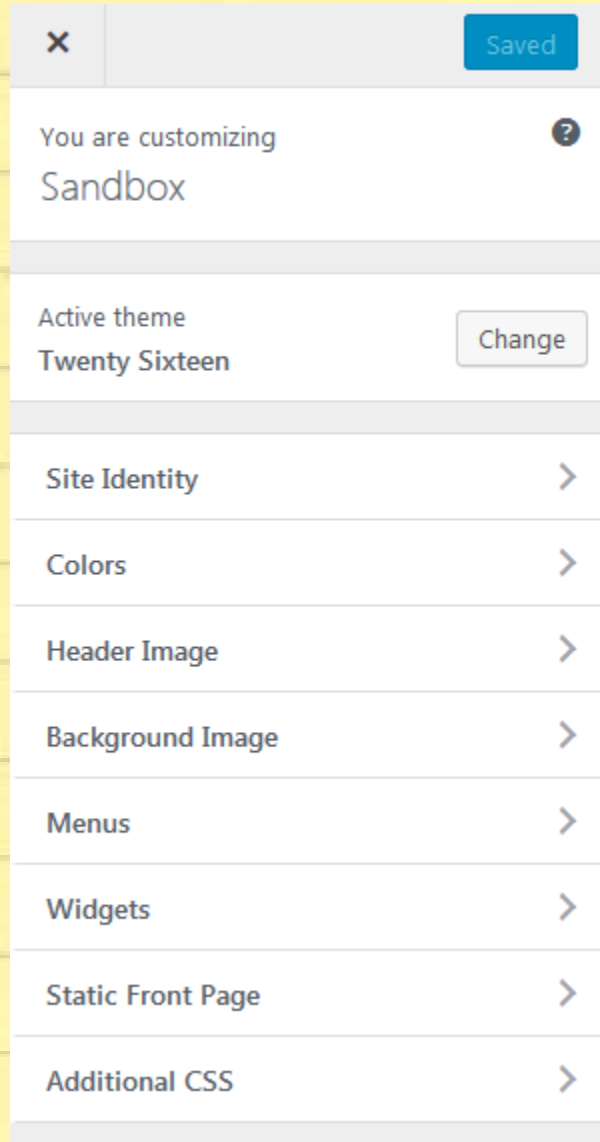 Saved
You are customizing
Sandbox
Active theme
Twenty Sixteen
Change
Site Identity
Colors
Header Image
Background Image
Menus
Widgets
Static Front Page
Additional CSS